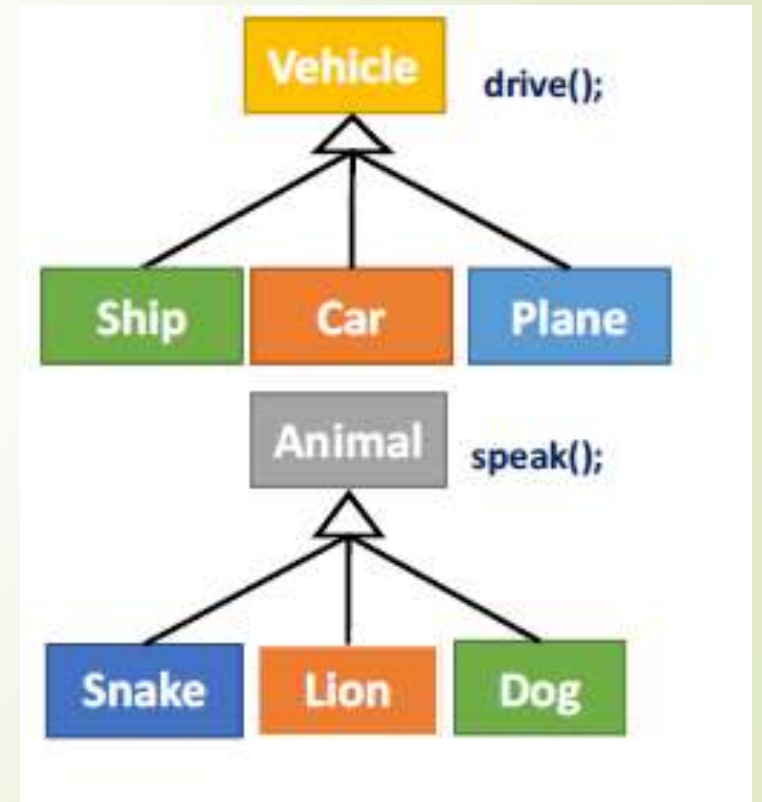 Vehicle drive();
Ship Car Plane
Animal speak();
Snake Lion Dog